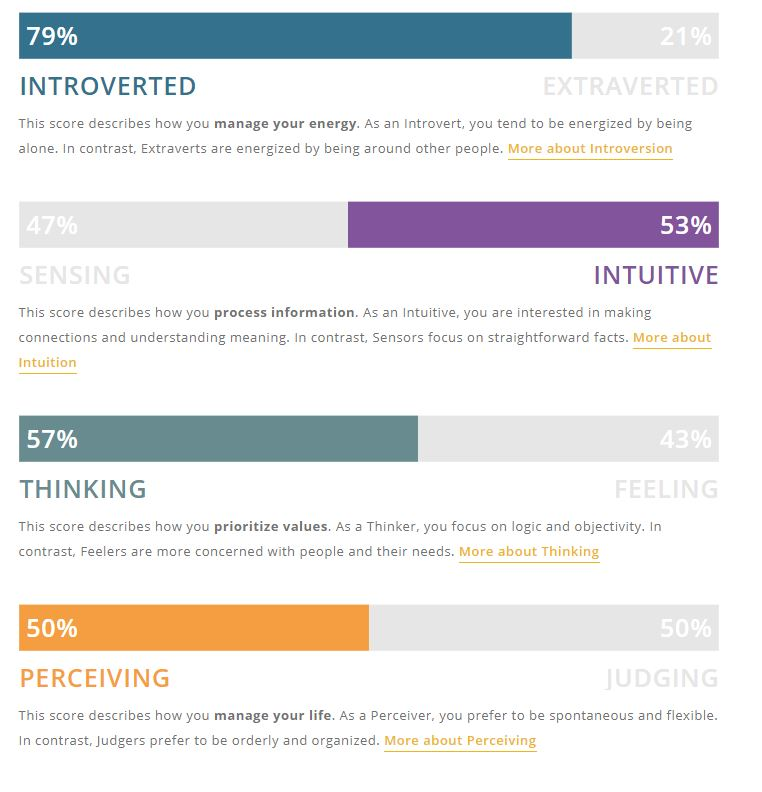 79% 21%
INTROVERTED EXTRAVERTED
This score describes how you manage your energy. As an Introvert, you tend to be energized by being
alone. In contrast, Extraverts are energized by being around other people. More about Introversion
47% 53%
SENSING INTUITIVE
This score describes how you process information. As an Intuitive, you are interested in making
connections and understanding meaning. In contrast, Sensors focus on straightforward facts. More about
Intuition
57% 43%
THINKING FEELING
This score describes how you prioritize values. As a Thinker, you focus on logic and objectivity. In
contrast, Feelers are more concerned with people and their needs. More about Thinking
50% 50%
PERCEIVING JUDGING
This score describes how you manage your life. As a Perceiver, you prefer to be spontaneous and flexible.
In contrast, Judgers prefer to be orderly and organized. More about Perceiving